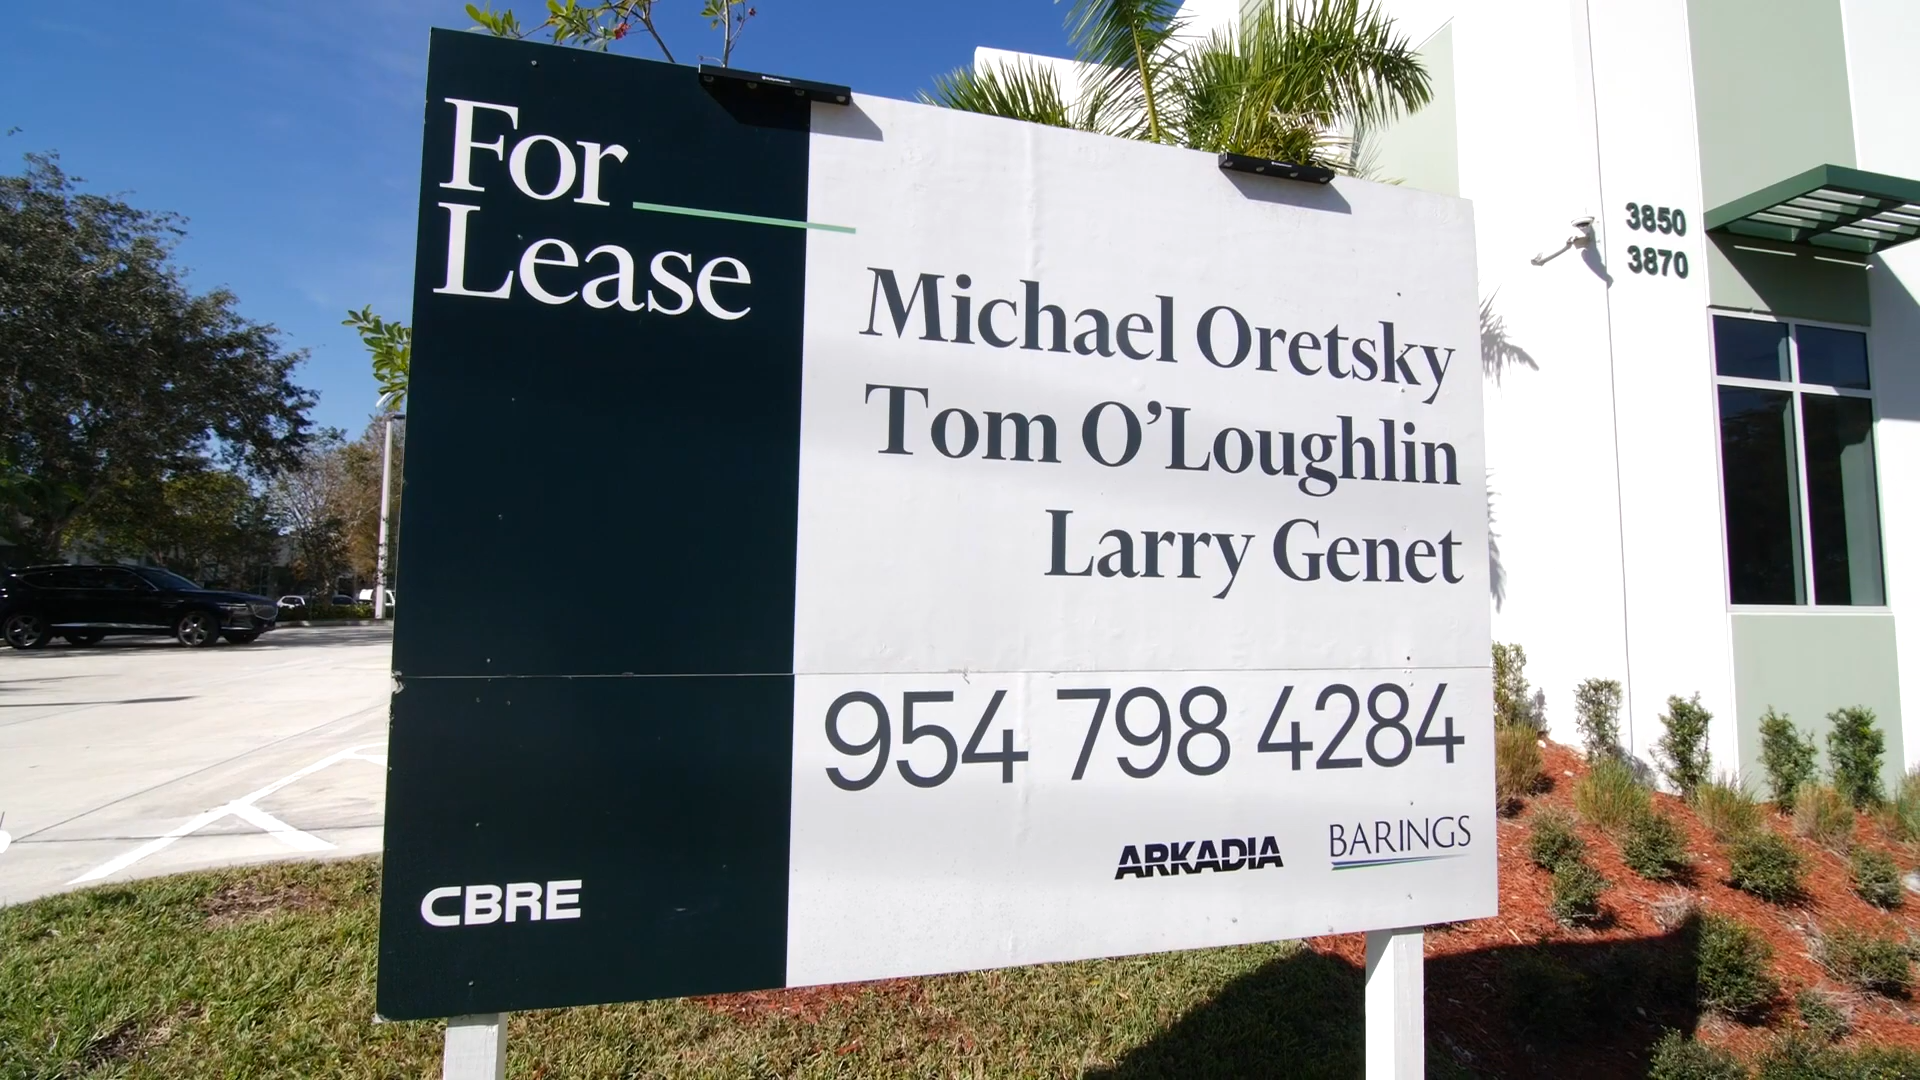 For
Lease
Michael Oretsky
Tom O'Loughlin
Larry Genet
954 798 4284
ARKADIA
BARINGS
CBRE
3850
3870